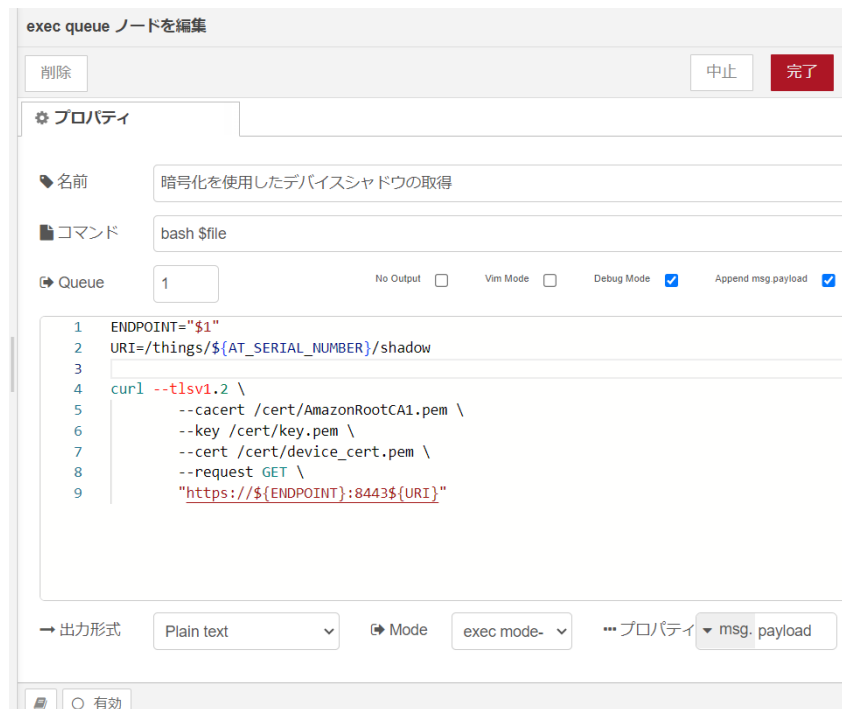 exec queue ノードを編集
削除 中止 完了
プロパティ
名前 暗号化を使用したデバイスシャドウの取得
コマンド bash $file
Queue 1 No Output Vim Mode Debug Mode Append msg.payload
1 ENDPOINT="$1"
2 URI=/things/${AT_SERIAL_NUMBER}/shadow
3
4 curl --tlsv1.2 \
5 --cacert /cert/AmazonRootCA1.pem \
6 --key /cert/key.pem \
7 --cert /cert/device_cert.pem \
8 --request GET \
9 "https://${ENDPOINT}:8443${URI}"
出力形式 Plain text Mode exec mode- プロパティ msg. payload
有効